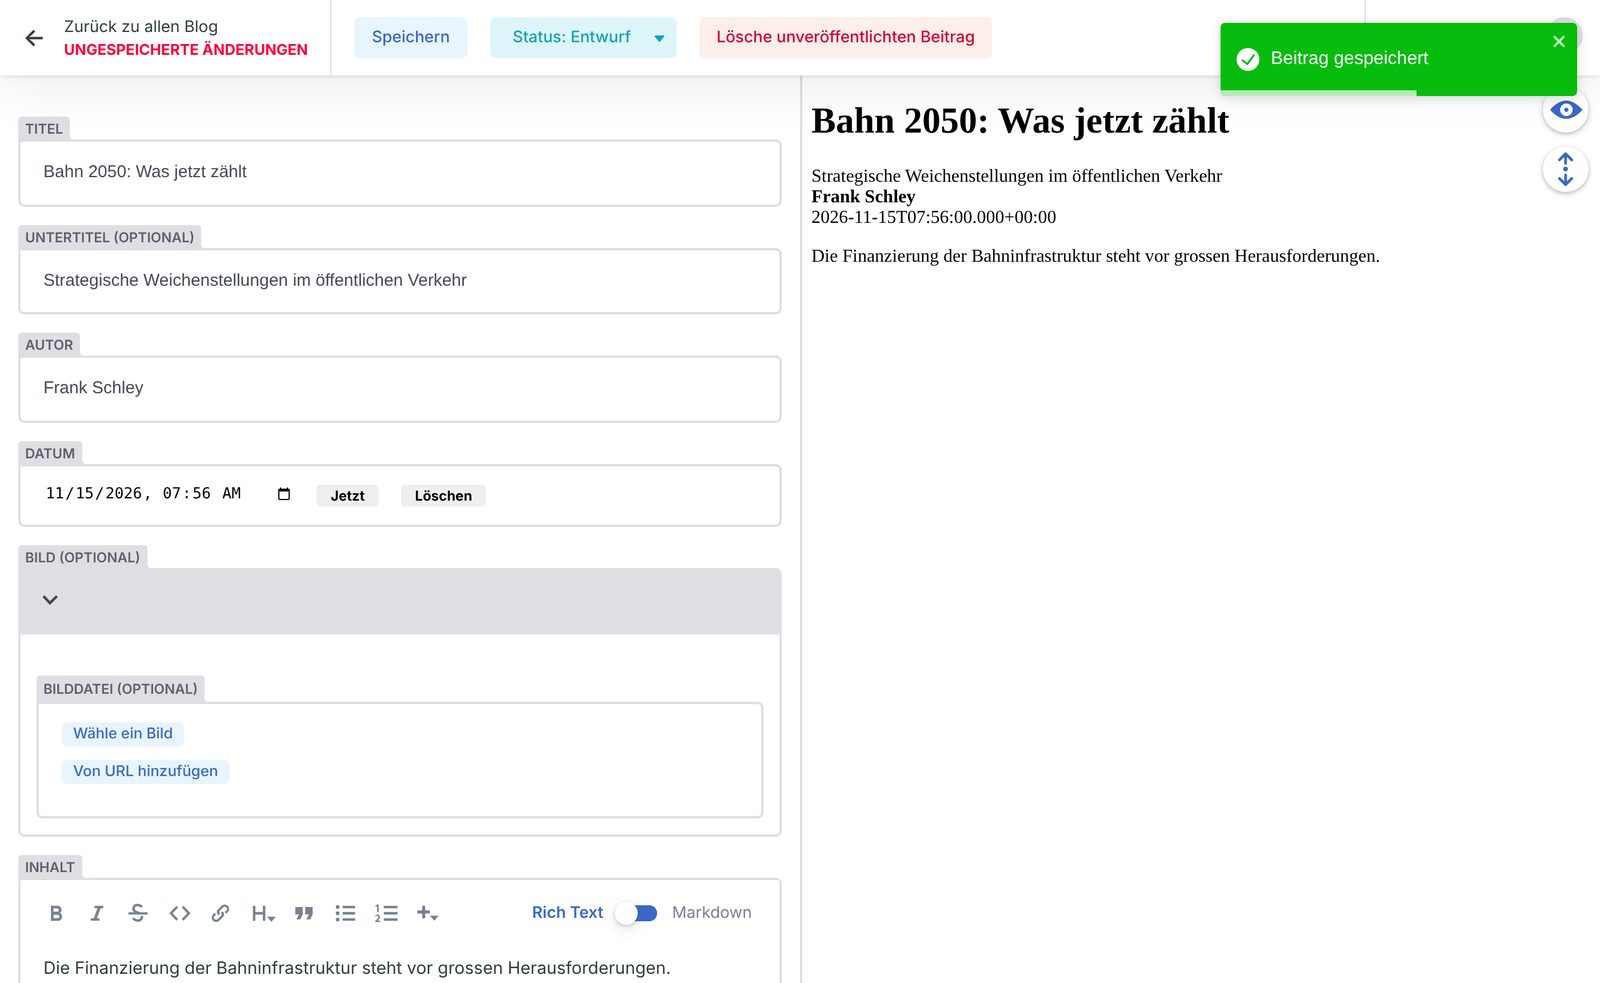 Zurück zu allen Blog
UNGESPEICHERTE ÄNDERUNGEN
Speichern
Status: Entwurf
Lösche unveröffentlichten Beitrag
Beitrag gespeichert
TITEL
Bahn 2050: Was jetzt zählt
UNTERTITEL (OPTIONAL)
Strategische Weichenstellungen im öffentlichen Verkehr
AUTOR
Frank Schley
DATUM
11/15/2026, 07:56 AM
Jetzt
Löschen
BILD (OPTIONAL)
BILDDATEI (OPTIONAL)
Wähle ein Bild
Von URL hinzufügen
INHALT
Rich Text
Markdown
Die Finanzierung der Bahninfrastruktur steht vor grossen Herausforderungen.
Bahn 2050: Was jetzt zählt
Strategische Weichenstellungen im öffentlichen Verkehr
Frank Schley
2026-11-15T07:56:00.000+00:00
Die Finanzierung der Bahninfrastruktur steht vor grossen Herausforderungen.